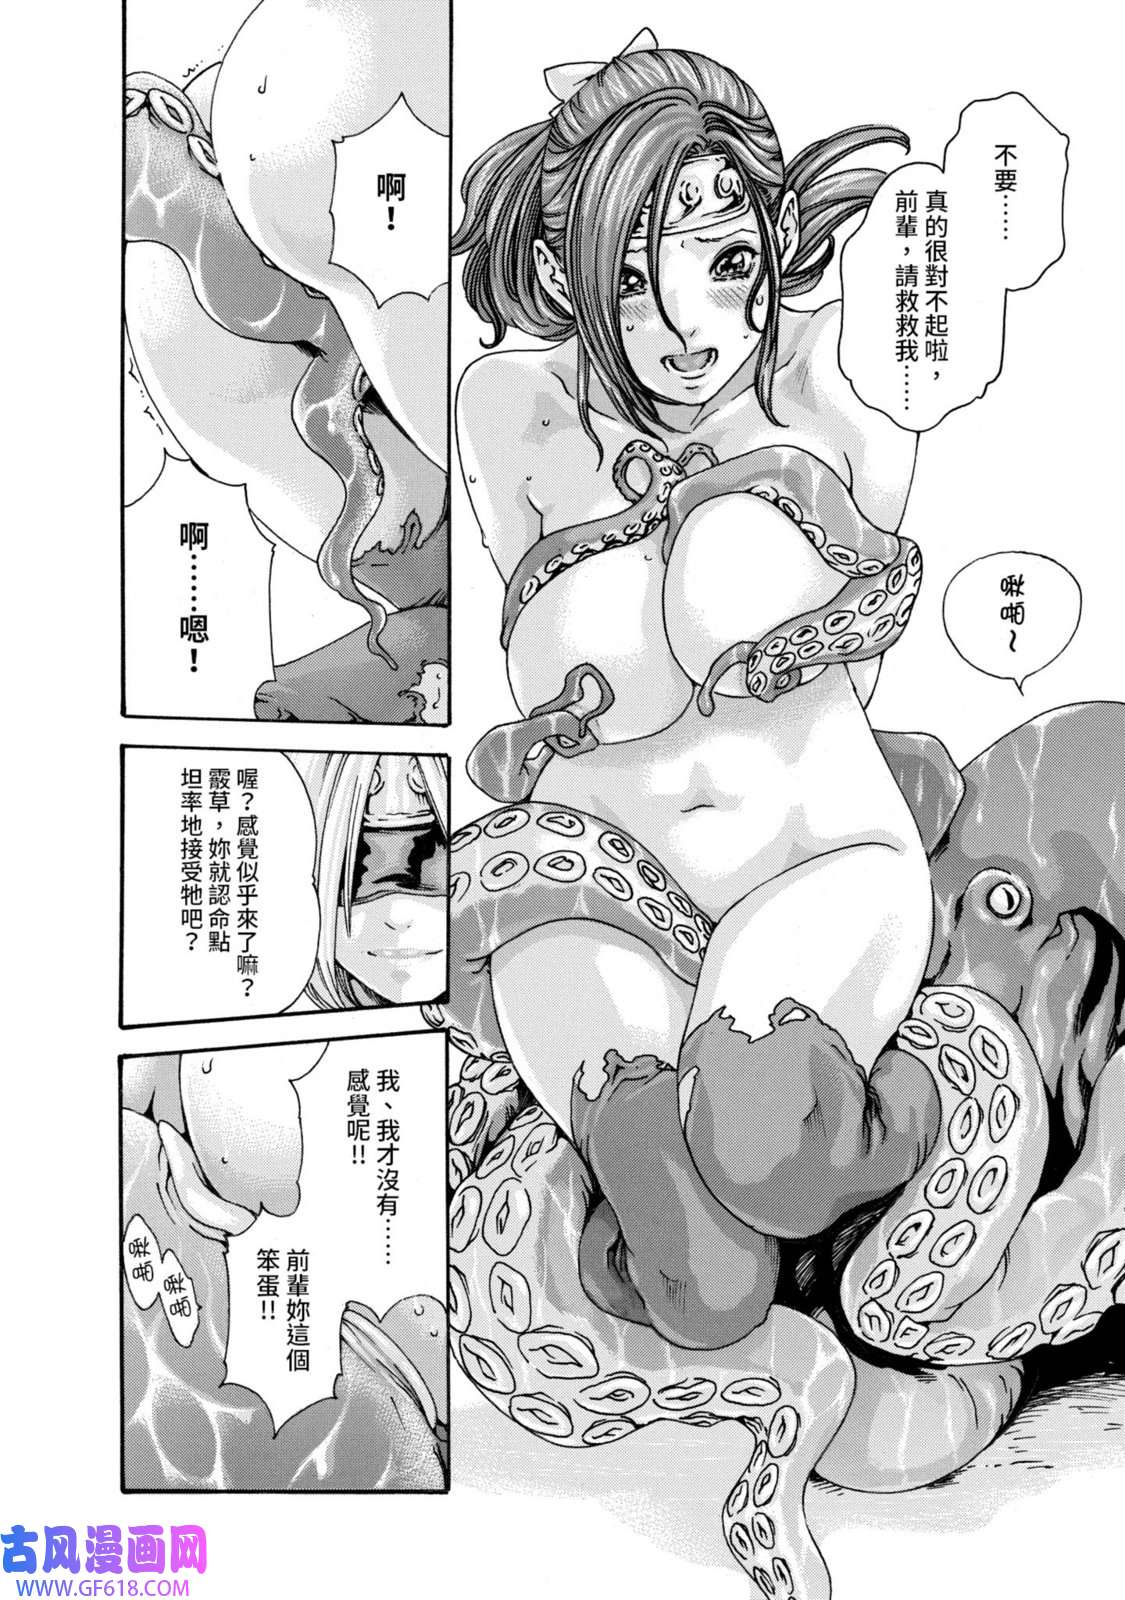 不要……
真的很對不起啦，
前輩，請救救我……
啾啪～
啊！
啊……嗯！
喔？感覺似乎來了嘛？
霰草，妳就認命點
坦率地接受牠吧？
我、我才沒有……
感覺呢!!
前輩妳這個
笨蛋!!
啾啪
啾啪
古风漫画网
WWW.GF618.COM